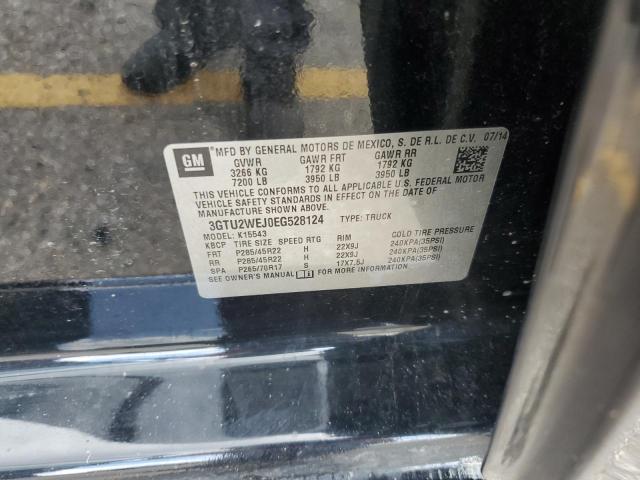 GM
MFD BY GENERAL MOTORS DE MEXICO, S. DE R.L. DE C.V. 07/14
GVWR GAWR FRT GAWR RR
3266 KG 1792 KG 1792 KG
7200 LB 3950 LB 3950 LB
THIS VEHICLE CONFORMS TO ALL APPLICABLE U.S. FEDERAL MOTOR
VEHICLE SAFETY STANDARDS IN EFFECT ON THE DATE OF
MANUFACTURE SHOWN ABOVE.
3GTU2WEJ0EG528124 TYPE: TRUCK
MODEL: K15543
KBCP TIRE SIZE SPEED RTG RIM COLD TIRE PRESSURE
FRT P285/45R22 H 22X9J 240KPA(35PSI)
RR P285/45R22 H 22X9J 240KPA(35PSI)
SPA P265/70R17 S 17X7.5J 240KPA(35PSI)
SEE OWNER'S MANUAL FOR MORE INFORMATION.